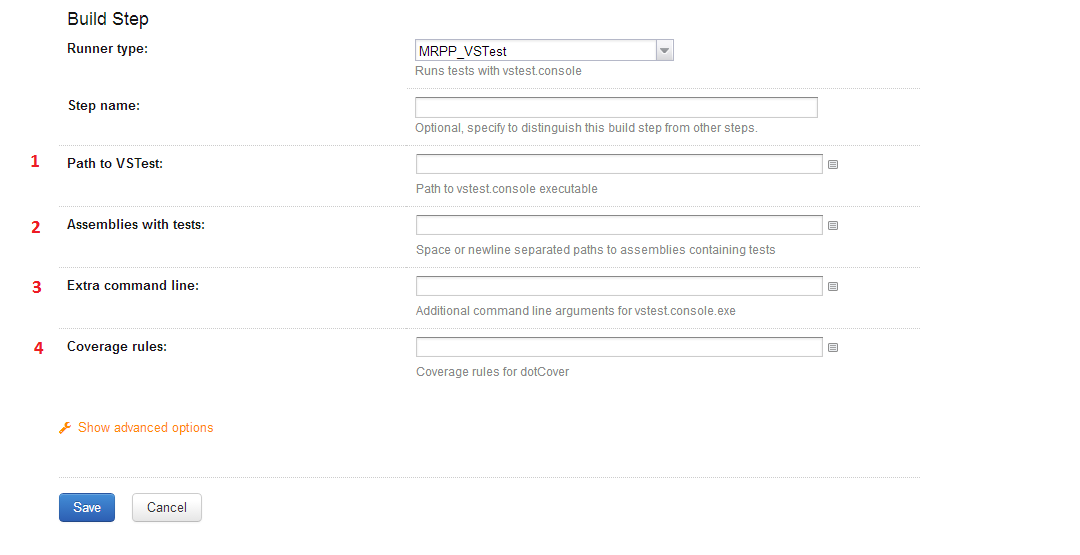 Build Step
Runner type:
MRPP_VSTest
Runs tests with vstest.console
Step name:
Optional, specify to distinguish this build step from other steps.
1 Path to VSTest:
Path to vstest.console executable
2 Assemblies with tests:
Space or newline separated paths to assemblies containing tests
3 Extra command line:
Additional command line arguments for vstest.console.exe
4 Coverage rules:
Coverage rules for dotCover
Show advanced options
Save Cancel